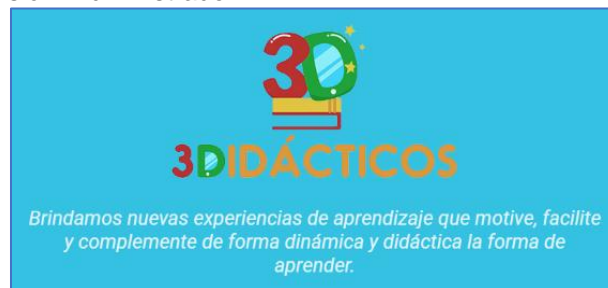 3D
3DIDÁCTICOS
Brindamos nuevas experiencias de aprendizaje que motive, facilite
y complemente de forma dinámica y didáctica la forma de
aprender.